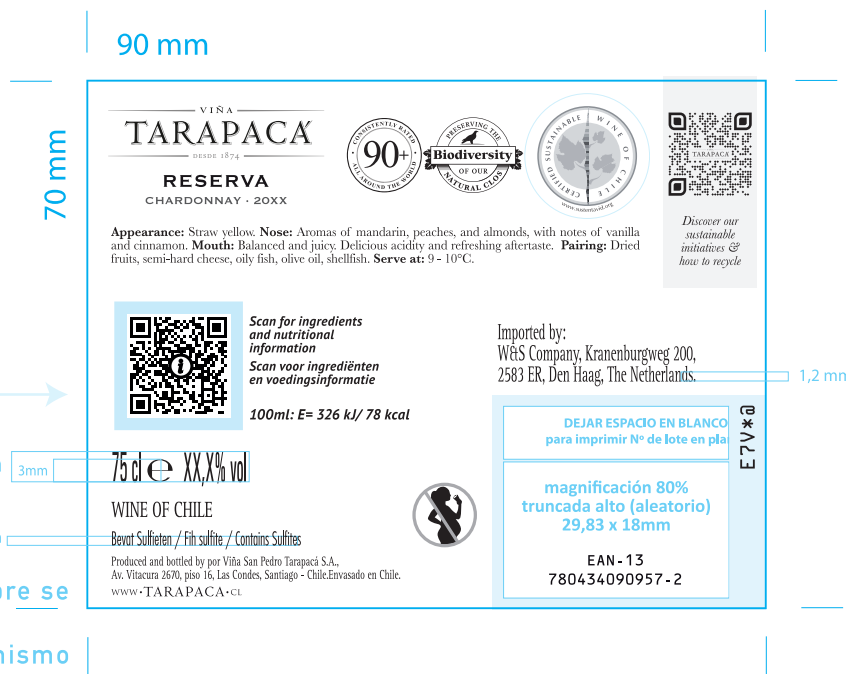 90 mm
70 mm
VIÑA
TARAPACÁ
DESDE 1874
RESERVA
CHARDONNAY · 20XX
CONSISTENTLY RATED
90+
ALL AROUND THE WORLD
PRESERVING THE
Biodiversity
OF OUR
NATURAL CLOS
CERTIFIED SUSTAINABLE WINE OF CHILE
www.sustentavid.org
TARAPACÁ
Discover our
sustainable
initiatives &
how to recycle
Appearance: Straw yellow. Nose: Aromas of mandarin, peaches, and almonds, with notes of vanilla
and cinnamon. Mouth: Balanced and juicy. Delicious acidity and refreshing aftertaste. Pairing: Dried
fruits, semi-hard cheese, oily fish, olive oil, shellfish. Serve at: 9 - 10°C.
Scan for ingredients
and nutritional
information
Scan voor ingrediënten
en voedingsinformatie
100ml: E= 326 kJ/ 78 kcal
i
Imported by:
W&S Company, Kranenburgweg 200,
2583 ER, Den Haag, The Netherlands.
1,2 mm
DEJAR ESPACIO EN BLANCO
para imprimir Nº de lote en pla
E7V*a
3mm
75 cl e XX,X% vol
WINE OF CHILE
Bevat Sulfieten / Fih sulfite / Contains Sulfites
Produced and bottled by por Viña San Pedro Tarapacá S.A.,
Av. Vitacura 2670, piso 16, Las Condes, Santiago - Chile.Envasado en Chile.
WWW·TARAPACA·CL
magnificación 80%
truncada alto (aleatorio)
29,83 x 18mm
EAN-13
780434090957-2
re se
nismo